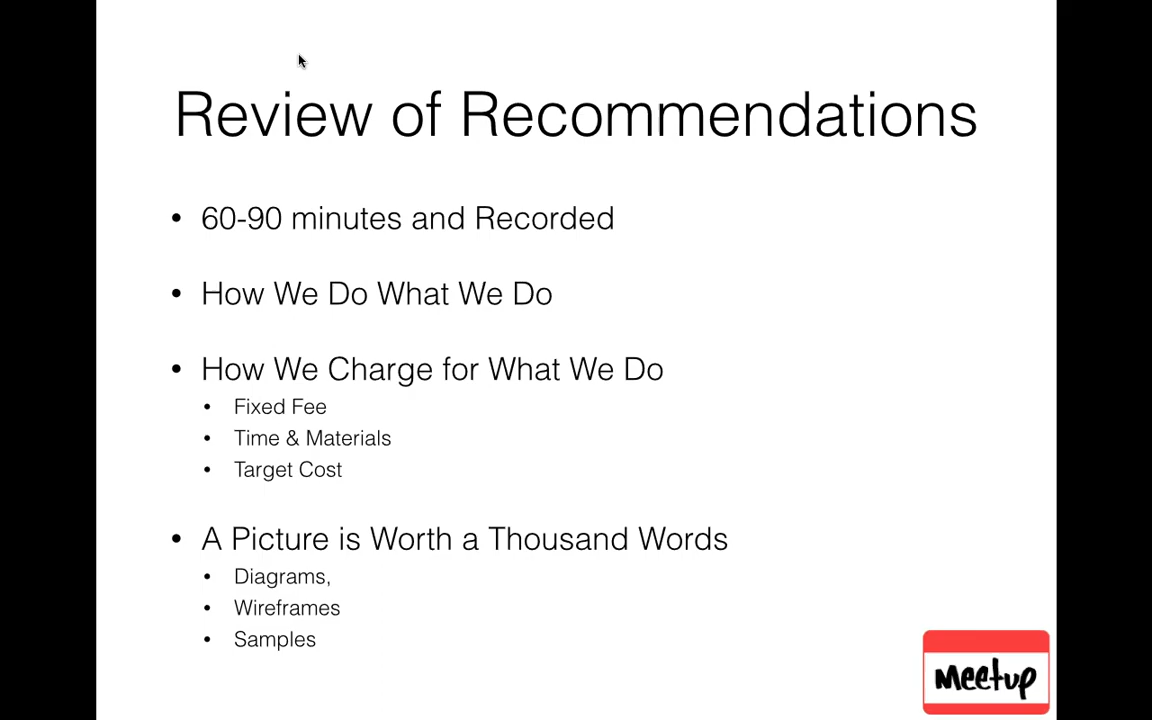 Review of Recommendations
• 60-90 minutes and Recorded
• How We Do What We Do
• How We Charge for What We Do
• Fixed Fee
• Time & Materials
• Target Cost
• A Picture is Worth a Thousand Words
• Diagrams,
• Wireframes
• Samples
Meetup